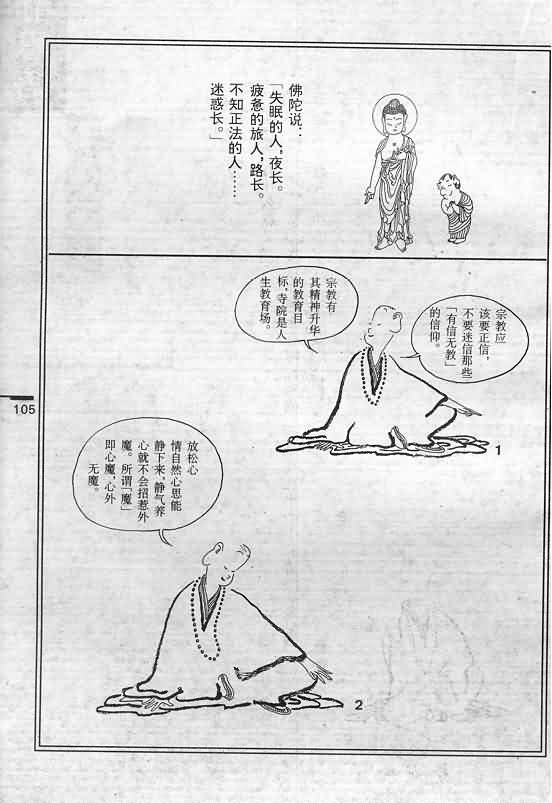 佛陀说：
「失眠的人，夜长。
疲惫的旅人，路长。
不知正法的人……
迷惑长。」
宗教应
该要正信，
不要迷信那些
「有信无教」
的信仰。
宗教有
其精神升华
的教育目
标，寺院是人
生教育场。
1
105
放松心
情自然心思能
静下来，静气养
心就不会招惹外
魔。所谓「魔」
即心魔，心外
无魔。
2